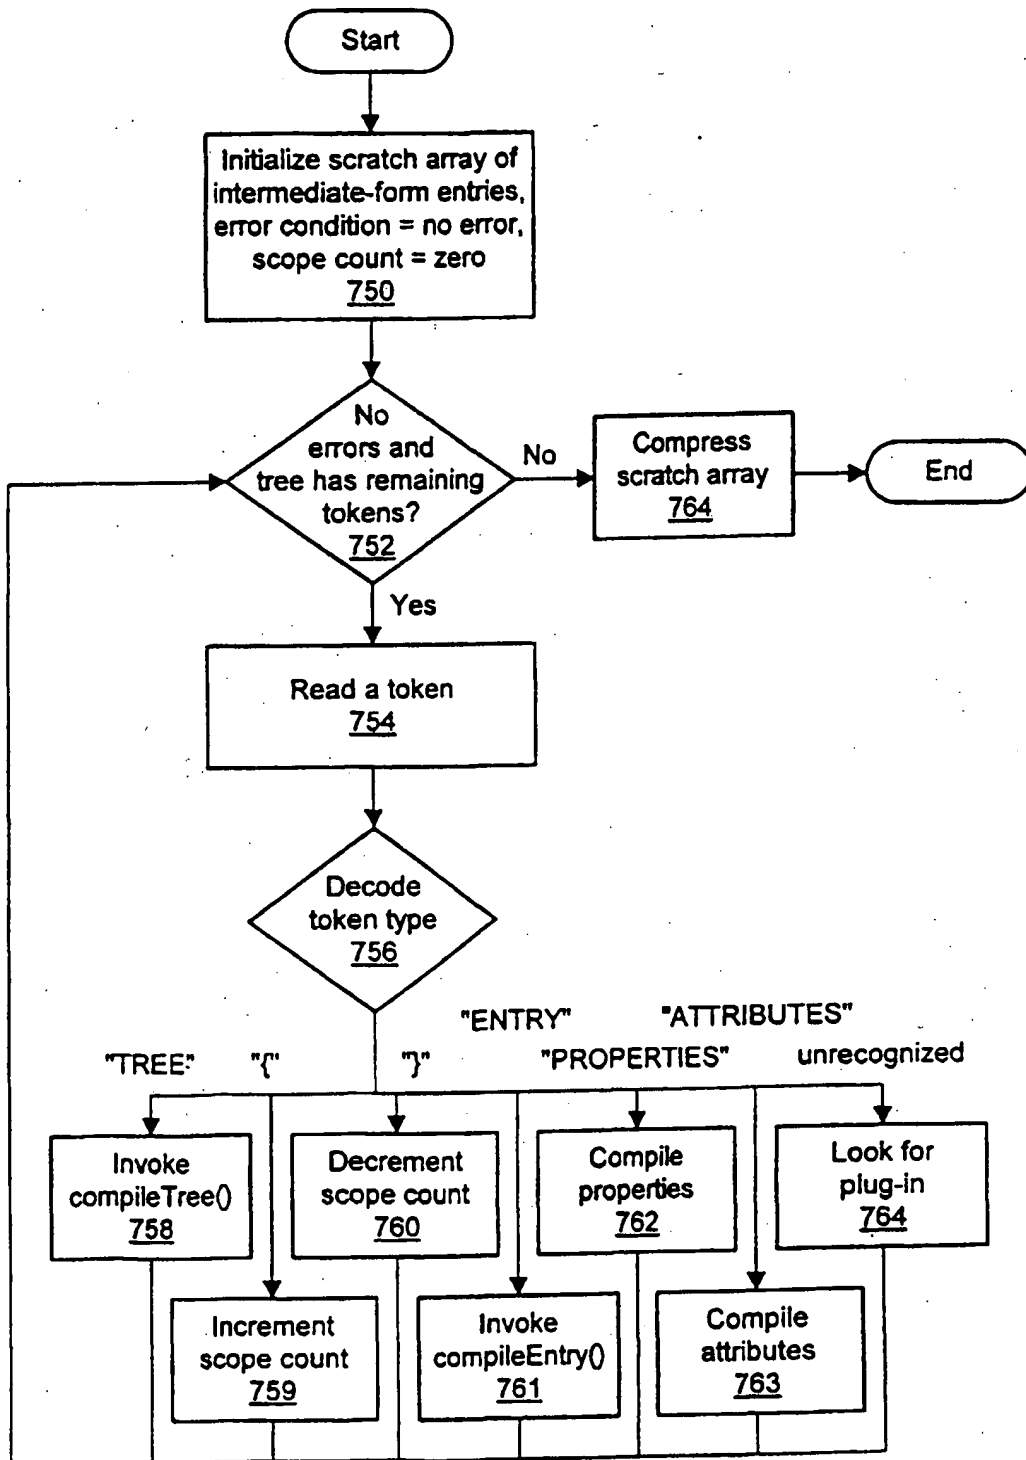 Start
Initialize scratch array of
intermediate-form entries,
error condition = no error,
scope count = zero
750
No
errors and
tree has remaining
tokens?
752
No
Compress
scratch array
764
End
Yes
Read a token
754
Decode
token type
756
"ENTRY"
"ATTRIBUTES"
"TREE"
"{"
"}"
"PROPERTIES"
unrecognized
Invoke
compileTree()
758
Decrement
scope count
760
Compile
properties
762
Look for
plug-in
764
Increment
scope count
759
Invoke
compileEntry()
761
Compile
attributes
763